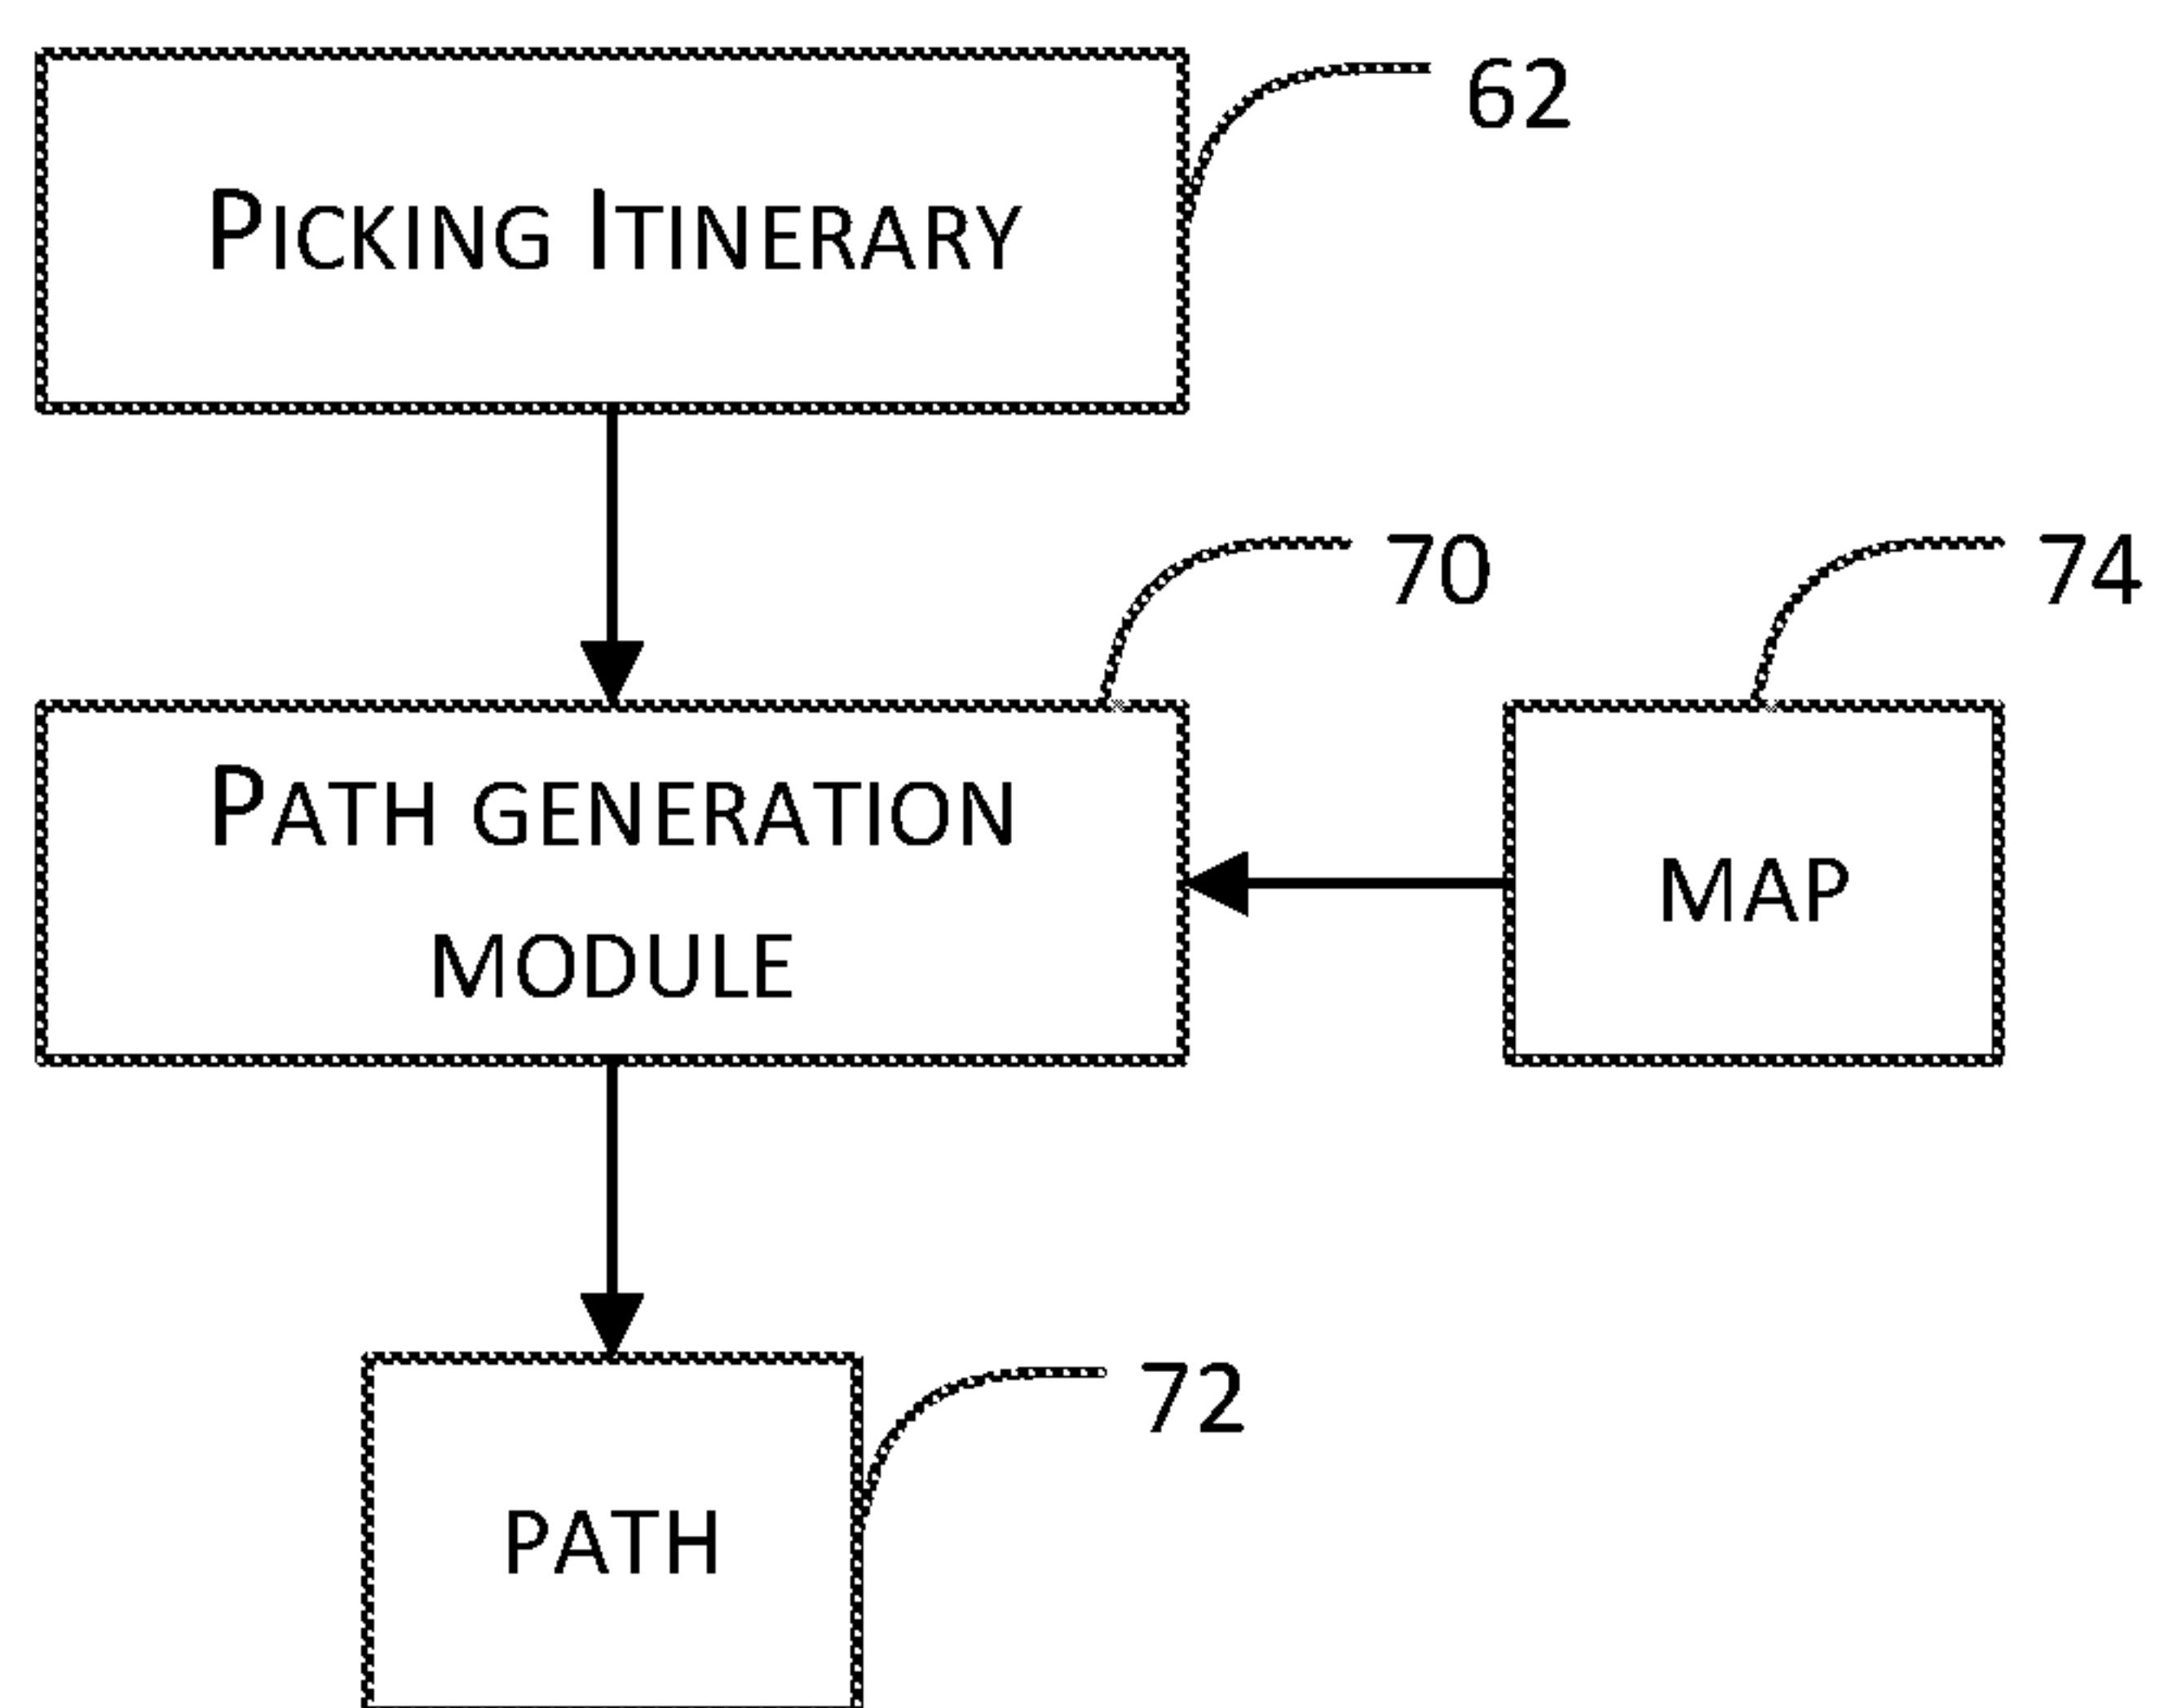 PICKING ITINERARY
62
70
74
PATH GENERATION
MODULE
MAP
72
PATH